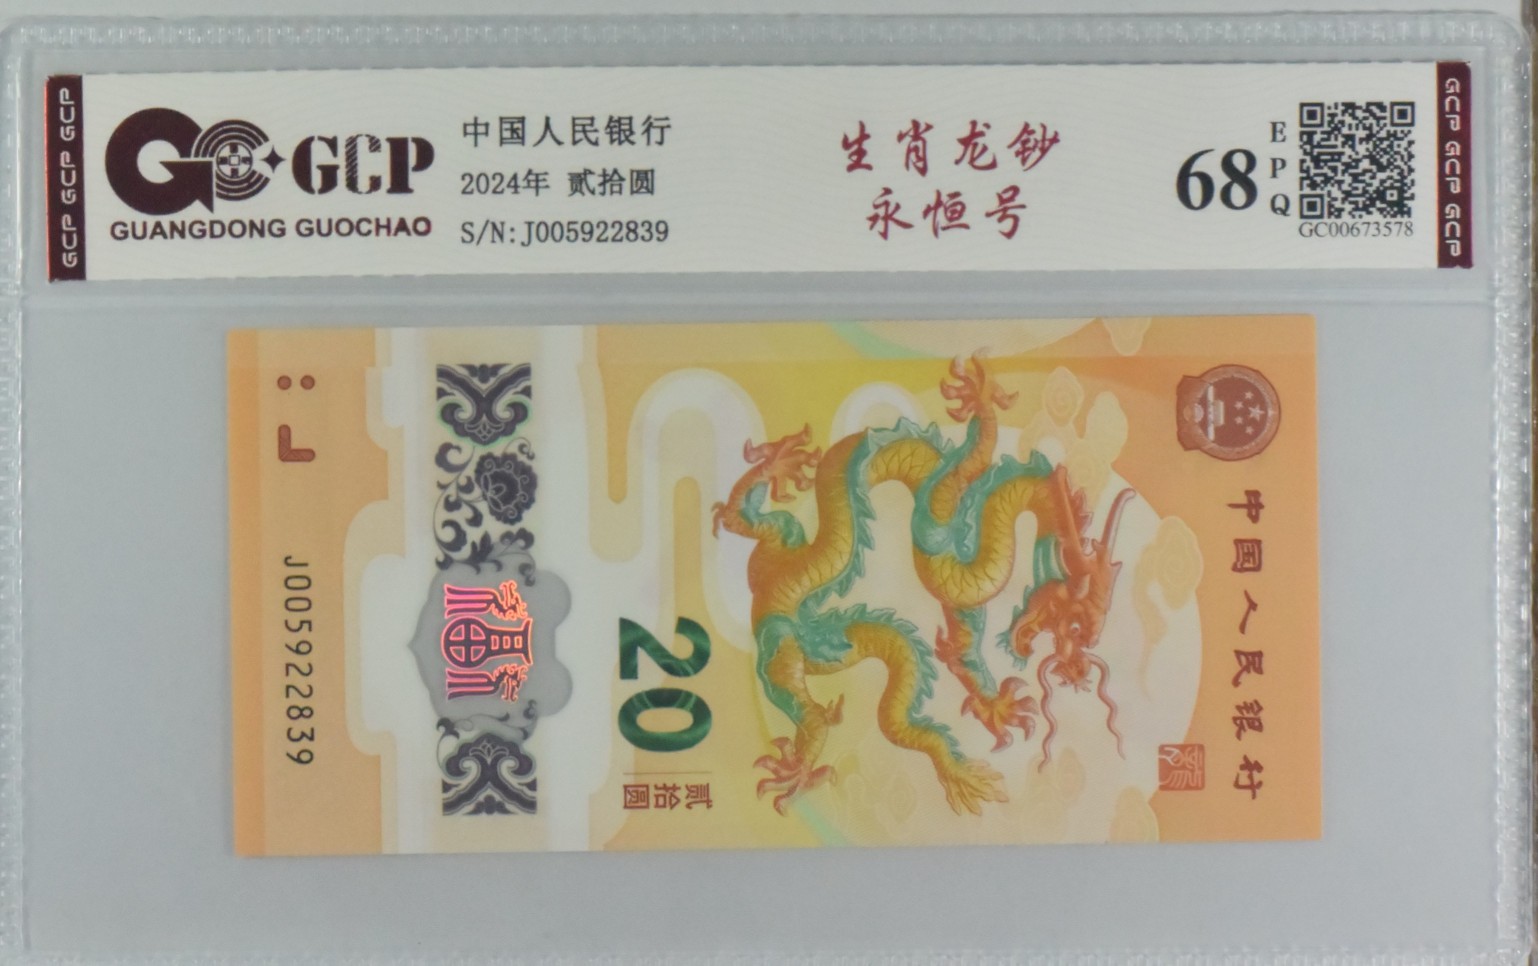 GCP GCP GCP
GCP
GUANGDONG GUOCHAO
中国人民银行
2024年 贰拾圆
S/N:J005922839
生肖龙钞
永恒号
68
EPQ
GC00673578
GCP GCP GCP
J005922839
20
贰拾圆
中国人民银行